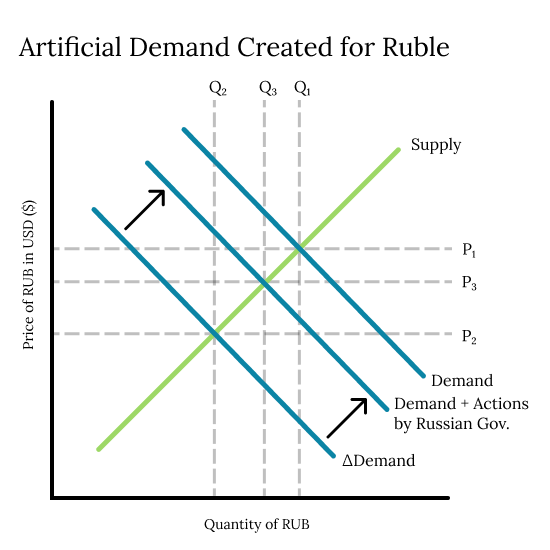 Artificial Demand Created for Ruble
Q₂ Q₃ Q₁
Supply
Price of RUB in USD ($)
P₁
P₃
P₂
Demand
Demand + Actions
by Russian Gov.
ΔDemand
Quantity of RUB